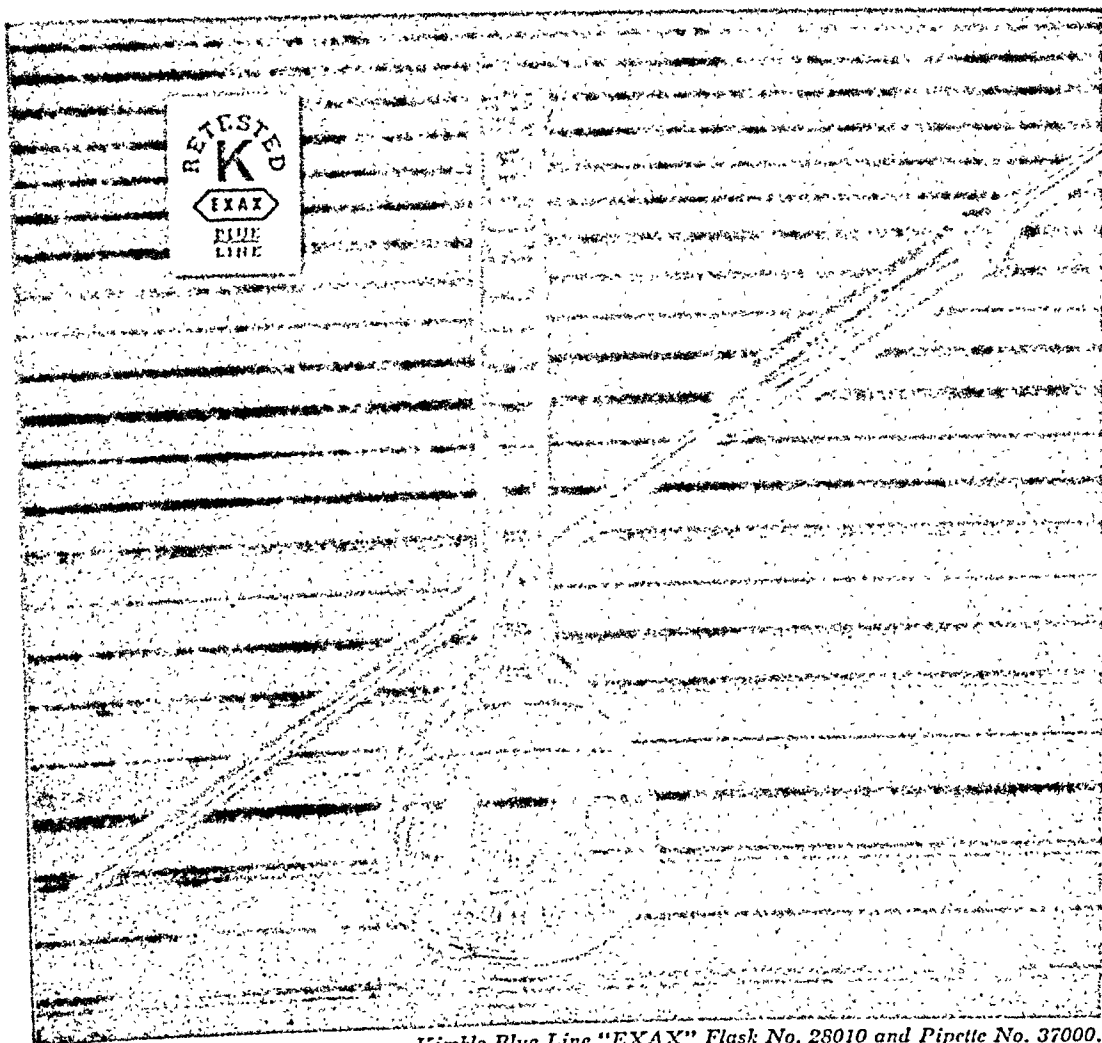 RETESTED
K
EXAX
BLUE
LINE
Kimble Blue Line "EXAX" Flask No. 28010 and Pipette No. 37000.